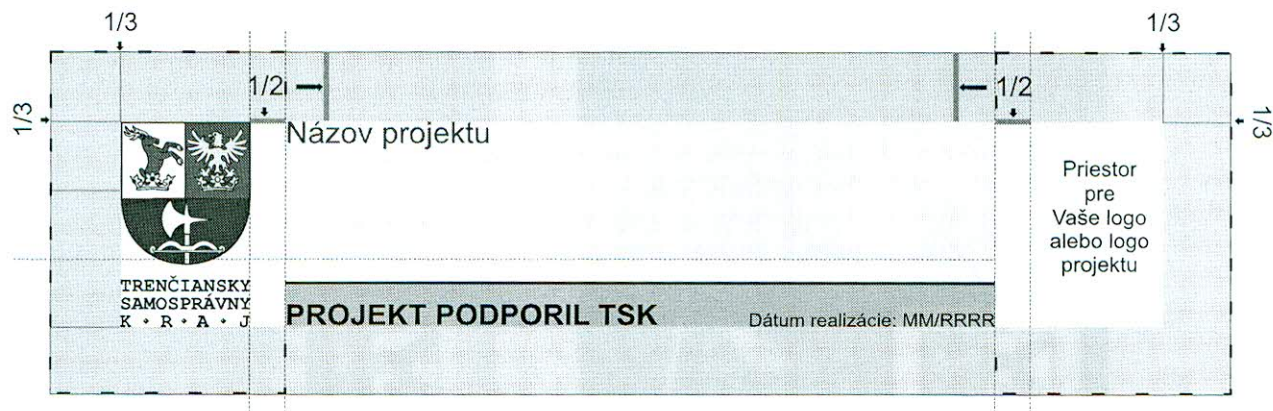 1/3
1/3
1/2
1/2
1/3
1/3
Názov projektu
Priestor
pre
Vaše logo
alebo logo
projektu
TRENČIANSKY
SAMOSPRÁVNY
K · R · A · J
PROJEKT PODPORIL TSK
Dátum realizácie: MM/RRRR